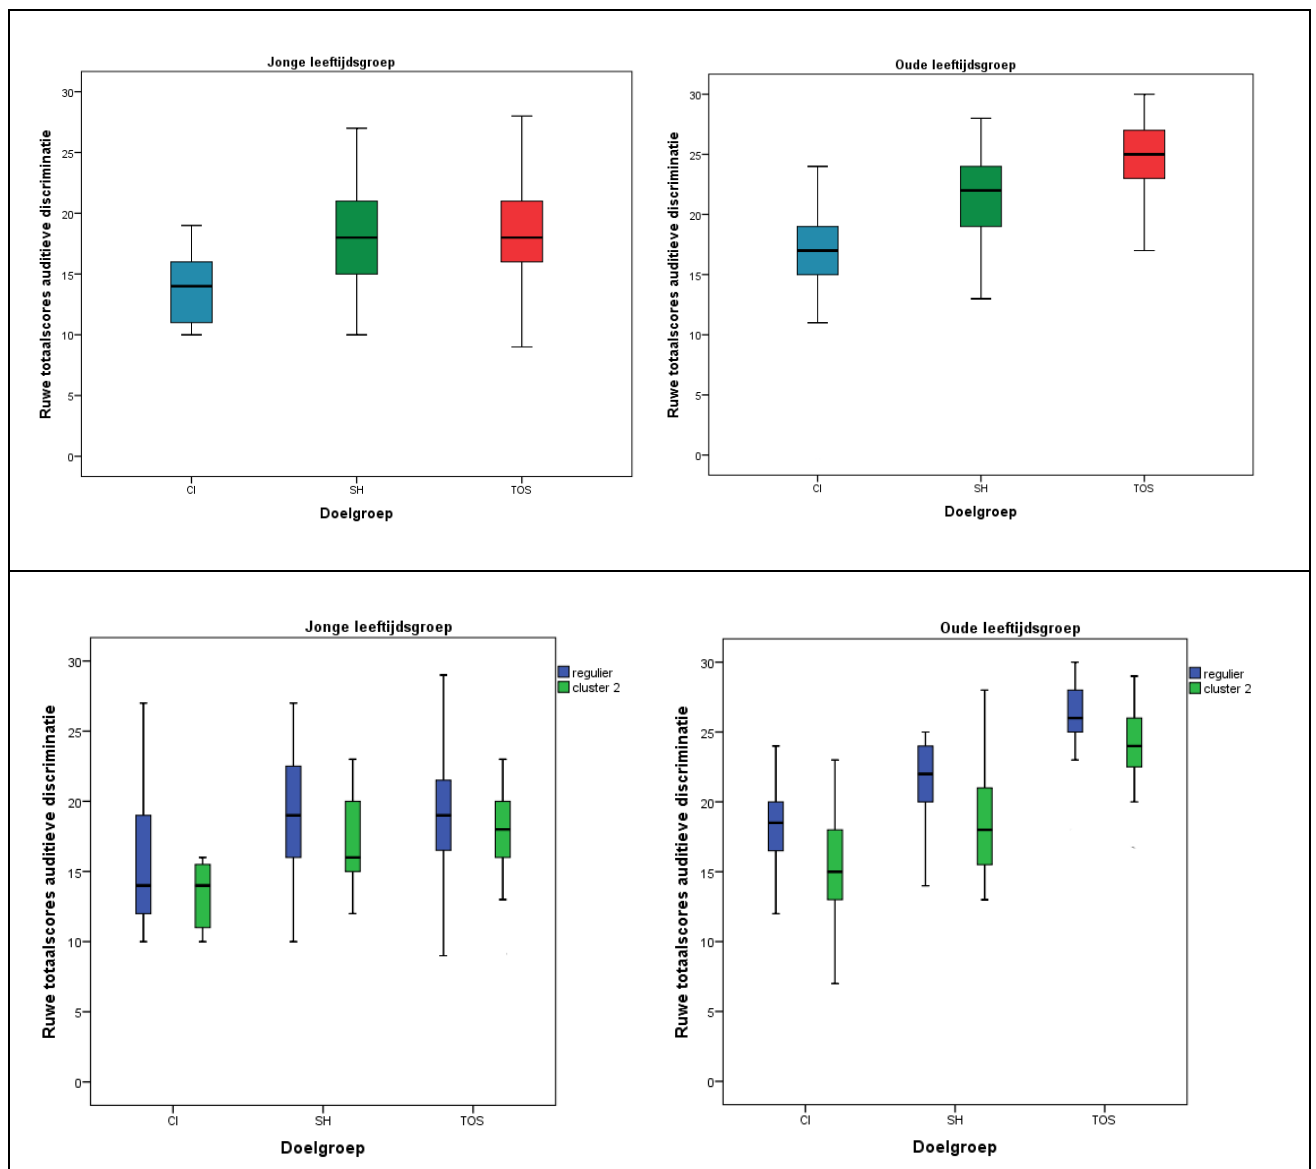 Jonge leeftijdsgroep
Ruwe totaalscores auditieve discriminatie
30
25
20
15
10
5
0
CI SH TOS
Doelgroep
Oude leeftijdsgroep
Ruwe totaalscores auditieve discriminatie
30
25
20
15
10
5
0
CI SH TOS
Doelgroep
Jonge leeftijdsgroep
Ruwe totaalscores auditieve discriminatie
30
25
20
15
10
5
0
CI SH TOS
Doelgroep
regulier
cluster 2
Oude leeftijdsgroep
Ruwe totaalscores auditieve discriminatie
30
25
20
15
10
5
0
CI SH TOS
Doelgroep
regulier
cluster 2